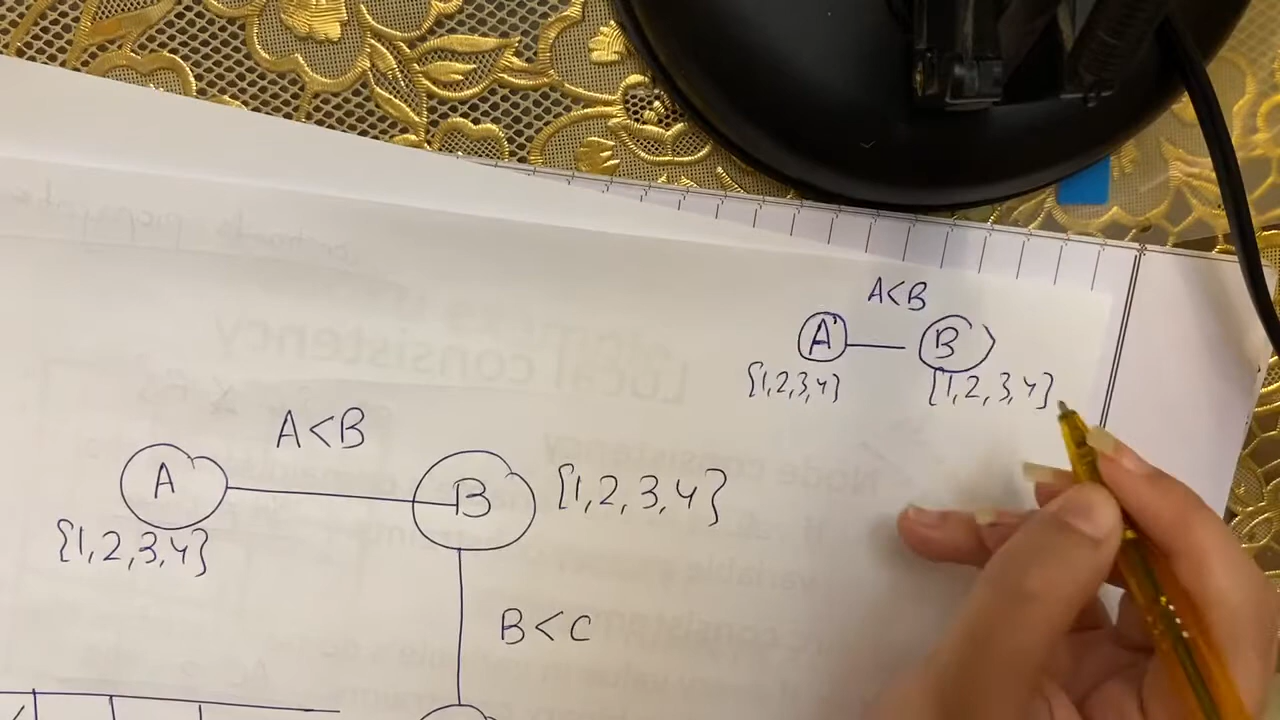 A<B
A B
{1,2,3,4} {1,2,3,4}
A<B
A B {1,2,3,4}
{1,2,3,4}
B<C